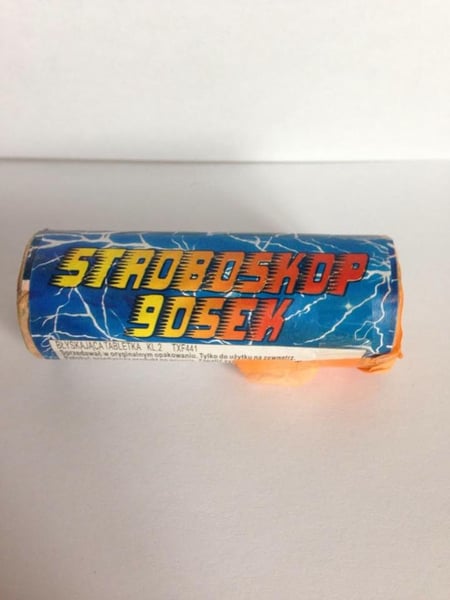 STROBOSKOP
90SEK
BŁYSKAJĄCA TABLETKA KL.2 TXF441
Sprzedawać w oryginalnym opakowaniu. Tylko do użytku na zewnątrz.